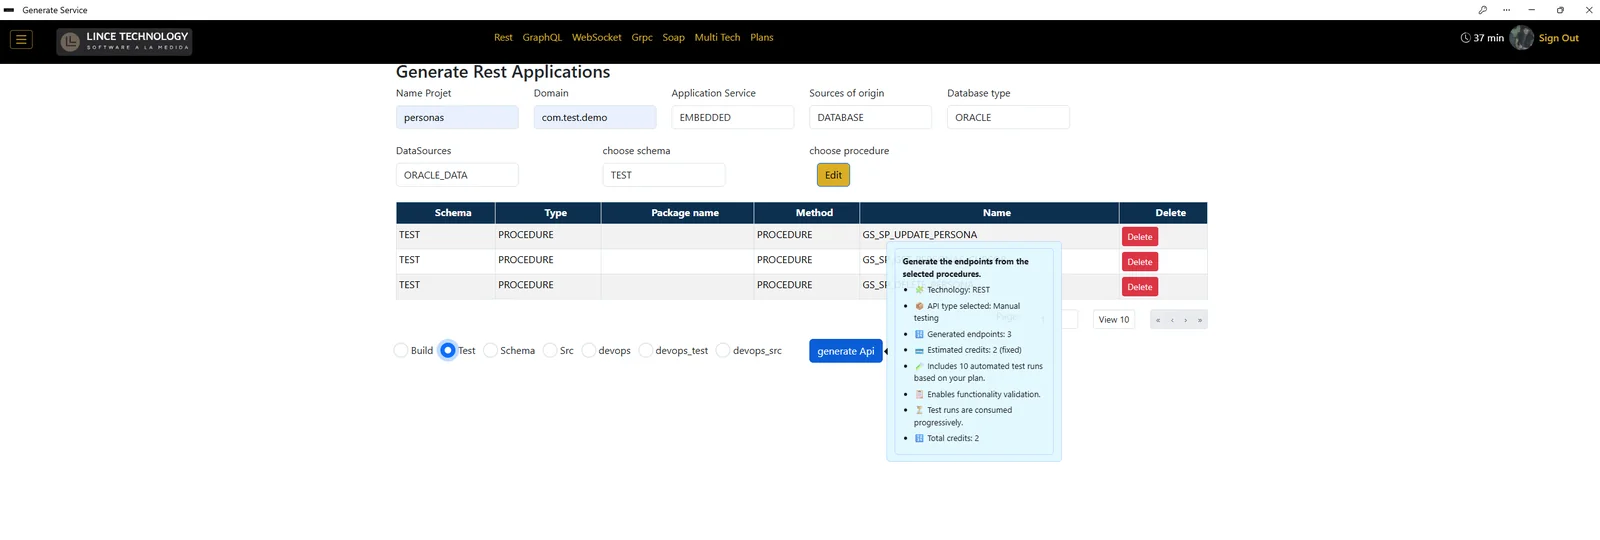 Generate Service
LINCE TECHNOLOGY
SOFTWARE A LA MEDIDA
Rest GraphQL WebSocket Grpc Soap Multi Tech Plans
37 min Sign Out
Generate Rest Applications
Name Projet Domain Application Service Sources of origin Database type
personas com.test.demo EMBEDDED DATABASE ORACLE
DataSources choose schema choose procedure
ORACLE_DATA TEST Edit
Schema Type Package name Method Name Delete
TEST PROCEDURE PROCEDURE GS_SP_UPDATE_PERSONA Delete
TEST PROCEDURE PROCEDURE Delete
TEST PROCEDURE PROCEDURE Delete
View 10 « ‹ › »
Build Test Schema Src devops devops_test devops_src generate Api
Generate the endpoints from the
selected procedures.
Technology: REST
API type selected: Manual
testing
Generated endpoints: 3
Estimated credits: 2 (fixed)
Includes 10 automated test runs
based on your plan.
Enables functionality validation.
Test runs are consumed
progressively.
Total credits: 2